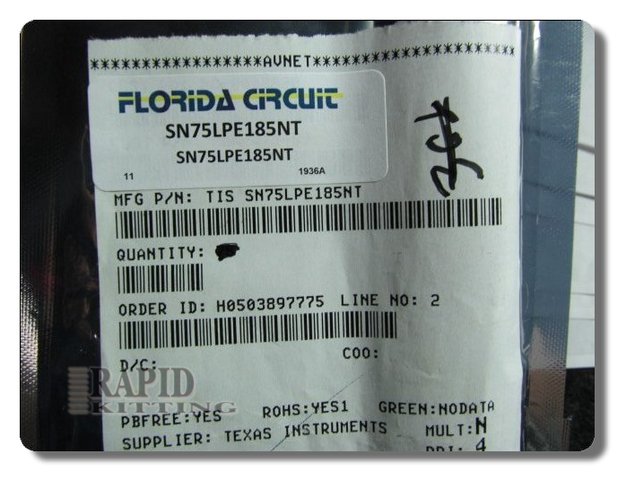 *****************AVNET*****************
FLORIDA CIRCUIT
SN75LPE185NT
SN75LPE185NT
11 1936A
MFG P/N: TIS SN75LPE185NT
QUANTITY:
ORDER ID: H0503897775 LINE NO: 2
D/C: COO:
RAPID
KITTING
PBFREE:YES ROHS:YES1 GREEN:NODATA
SUPPLIER: TEXAS INSTRUMENTS MULT:N
4